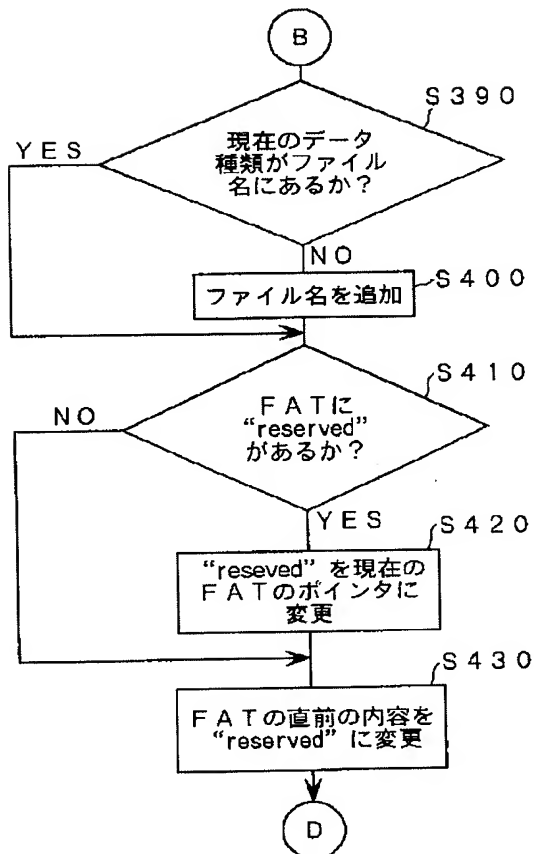 B
S390
現在のデータ
種類がファイル
名にあるか？
YES
NO
S400
ファイル名を追加
S410
FATに
“reserved”
があるか？
NO
YES
S420
“reseved”を現在の
FATのポインタに
変更
S430
FATの直前の内容を
“reserved”に変更
D